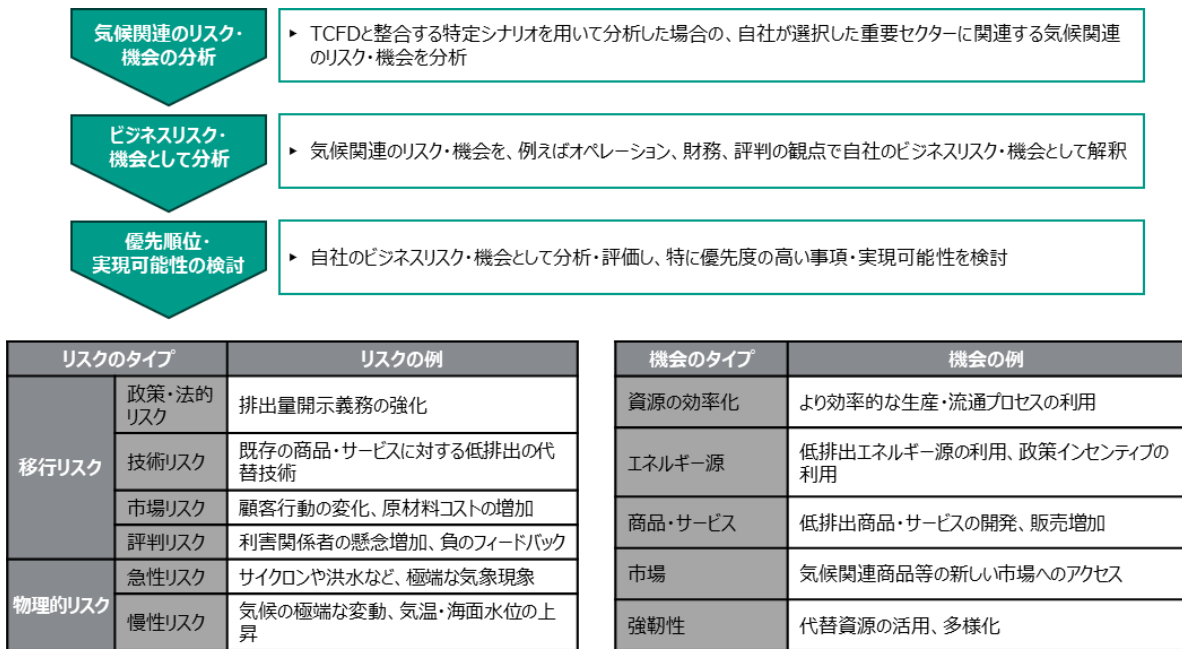 気候関連のリスク・
機会の分析
▸ TCFDと整合する特定シナリオを用いて分析した場合の、自社が選択した重要セクターに関連する気候関連
のリスク・機会を分析
ビジネスリスク・
機会として分析
▸ 気候関連のリスク・機会を、例えばオペレーション、財務、評判の観点で自社のビジネスリスク・機会として解釈
優先順位・
実現可能性の検討
▸ 自社のビジネスリスク・機会として分析・評価し、特に優先度の高い事項・実現可能性を検討
リスクのタイプ
リスクの例
移行リスク
政策・法的
リスク
排出量開示義務の強化
技術リスク
既存の商品・サービスに対する低排出の代
替技術
市場リスク
顧客行動の変化、原材料コストの増加
評判リスク
利害関係者の懸念増加、負のフィードバック
物理的リスク
急性リスク
サイクロンや洪水など、極端な気象現象
慢性リスク
気候の極端な変動、気温・海面水位の上
昇
機会のタイプ
機会の例
資源の効率化
より効率的な生産・流通プロセスの利用
エネルギー源
低排出エネルギー源の利用、政策インセンティブの
利用
商品・サービス
低排出商品・サービスの開発、販売増加
市場
気候関連商品等の新しい市場へのアクセス
強靭性
代替資源の活用、多様化